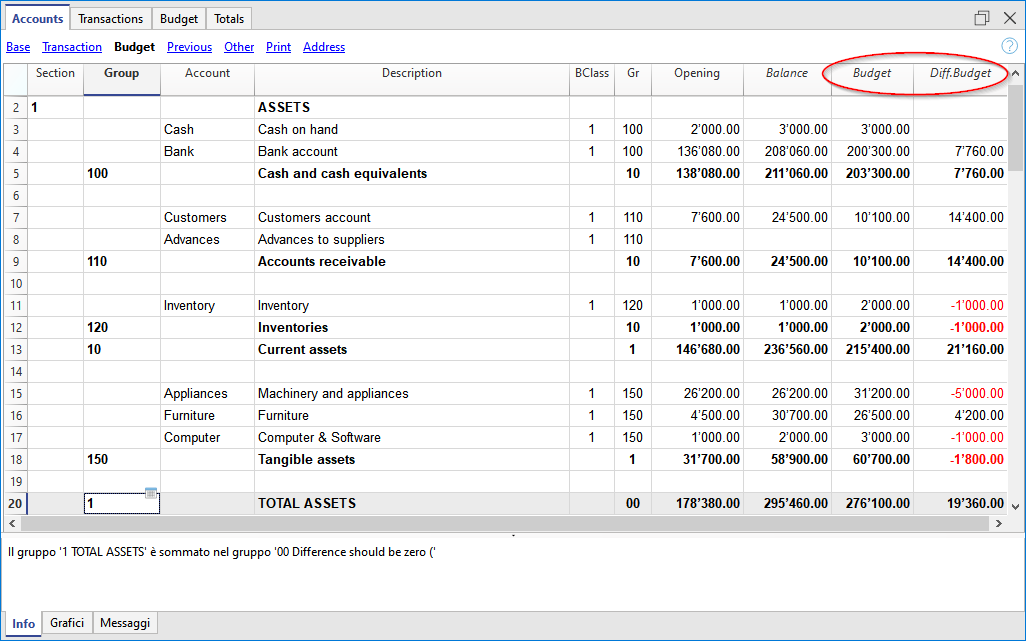 Accounts Transactions Budget Totals
Base Transaction Budget Previous Other Print Address
Section Group Account Description BClass Gr Opening Balance Budget Diff.Budget
2 1 ASSETS
3 Cash Cash on hand 1 100 2’000.00 3’000.00 3’000.00
4 Bank Bank account 1 100 136’080.00 208’060.00 200’300.00 7’760.00
5 100 Cash and cash equivalents 10 138’080.00 211’060.00 203’300.00 7’760.00
6
7 Customers Customers account 1 110 7’600.00 24’500.00 10’100.00 14’400.00
8 Advances Advances to suppliers 1 110
9 110 Accounts receivable 10 7’600.00 24’500.00 10’100.00 14’400.00
10
11 Inventory Inventory 1 120 1’000.00 1’000.00 2’000.00 -1’000.00
12 120 Inventories 10 1’000.00 1’000.00 2’000.00 -1’000.00
13 10 Current assets 1 146’680.00 236’560.00 215’400.00 21’160.00
14
15 Appliances Machinery and appliances 1 150 26’200.00 26’200.00 31’200.00 -5’000.00
16 Furniture Furniture 1 150 4’500.00 30’700.00 26’500.00 4’200.00
17 Computer Computer & Software 1 150 1’000.00 2’000.00 3’000.00 -1’000.00
18 150 Tangible assets 1 31’700.00 58’900.00 60’700.00 -1’800.00
19
20 1 TOTAL ASSETS 00 178’380.00 295’460.00 276’100.00 19’360.00
Il gruppo '1 TOTAL ASSETS' è sommato nel gruppo '00 Difference should be zero ('
Info Grafici Messaggi